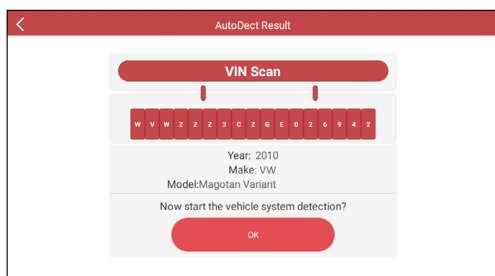 AutoDect Result
VIN Scan
W V W Z Z Z 3 C Z G E 0 2 6 9 4 2
Year: 2010
Make: VW
Model:Magotan Variant
Now start the vehicle system detection?
OK